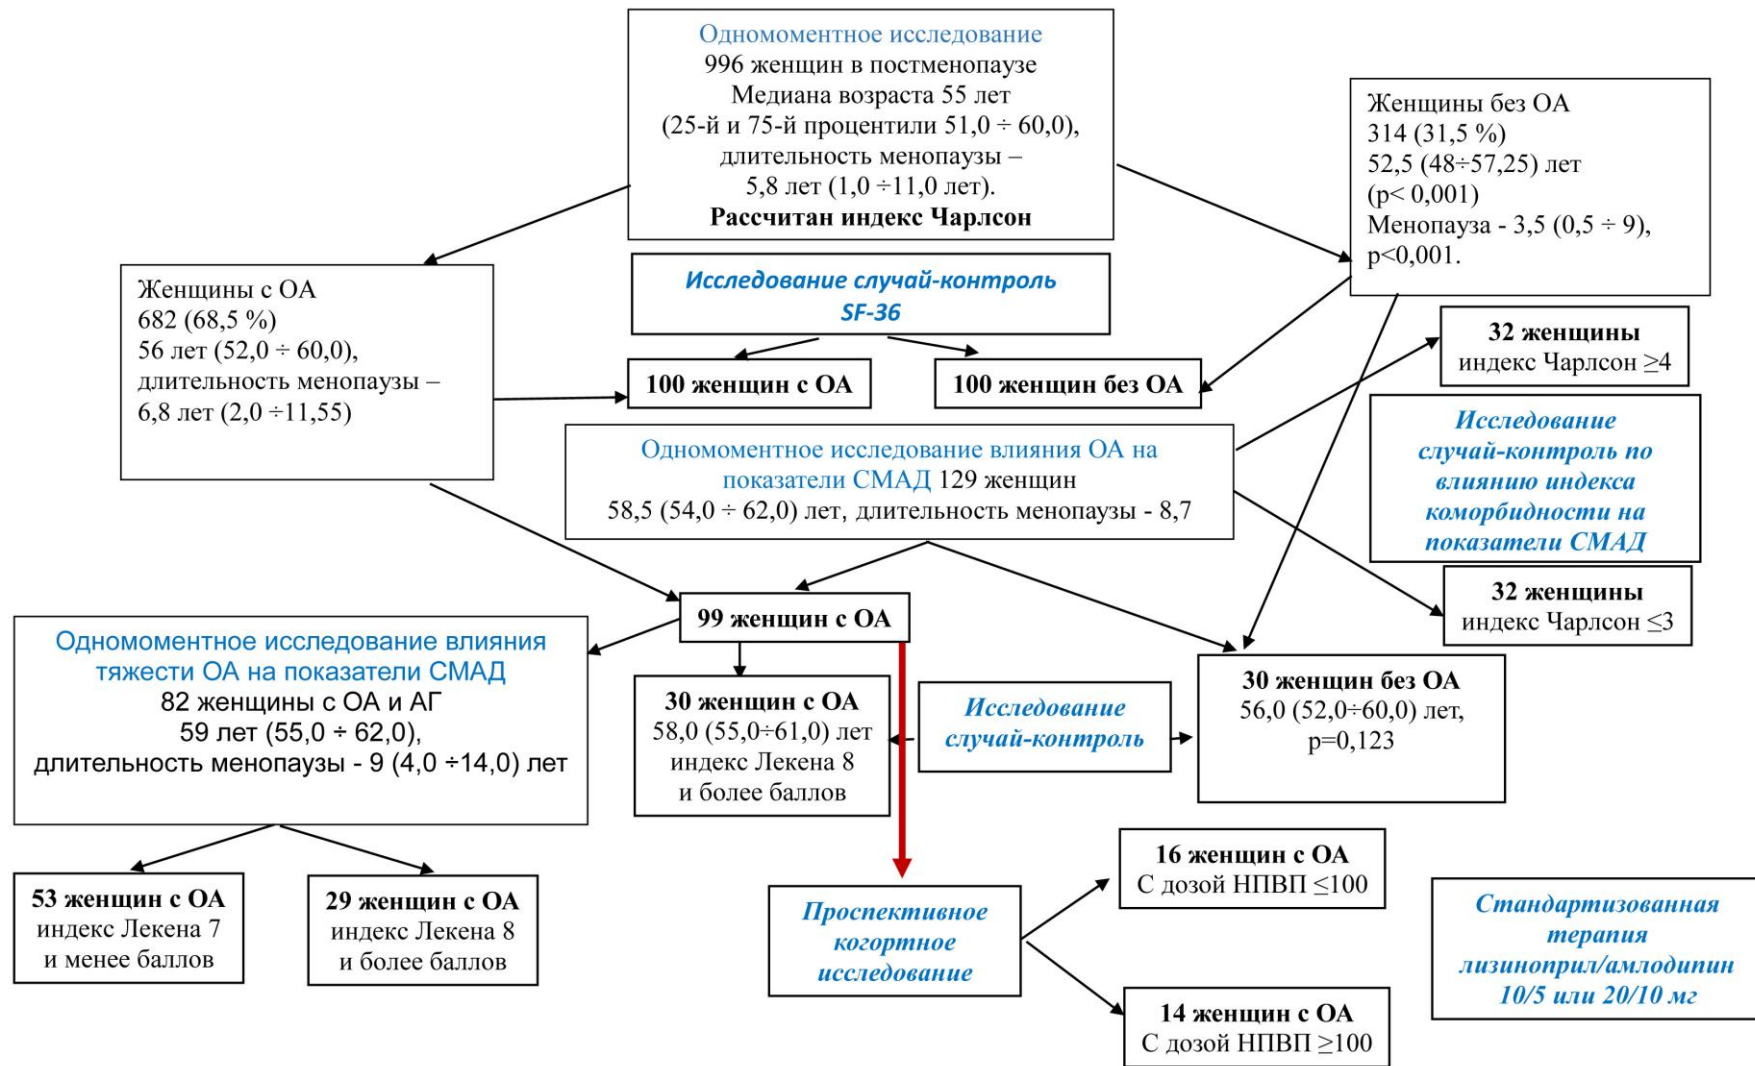 Одномоментное исследование
996 женщин в постменопаузе
Медиана возраста 55 лет
(25-й и 75-й процентили 51,0 ÷ 60,0),
длительность менопаузы –
5,8 лет (1,0 ÷11,0 лет).
Рассчитан индекс Чарлсон
Женщины без ОА
314 (31,5 %)
52,5 (48÷57,25) лет
(p< 0,001)
Менопауза - 3,5 (0,5 ÷ 9),
p<0,001.
Женщины с ОА
682 (68,5 %)
56 лет (52,0 ÷ 60,0),
длительность менопаузы –
6,8 лет (2,0 ÷11,55)
Исследование случай-контроль
SF-36
100 женщин с ОА
100 женщин без ОА
32 женщины
индекс Чарлсон ≥4
Исследование
случай-контроль по
влиянию индекса
коморбидности на
показатели СМАД
32 женщины
индекс Чарлсон ≤3
Одномоментное исследование влияния ОА на
показатели СМАД 129 женщин
58,5 (54,0 ÷ 62,0) лет, длительность менопаузы - 8,7
99 женщин с ОА
Одномоментное исследование влияния
тяжести ОА на показатели СМАД
82 женщины с ОА и АГ
59 лет (55,0 ÷ 62,0),
длительность менопаузы - 9 (4,0 ÷14,0) лет
30 женщин с ОА
58,0 (55,0÷61,0) лет
индекс Лекена 8
и более баллов
Исследование
случай-контроль
30 женщин без ОА
56,0 (52,0÷60,0) лет,
p=0,123
53 женщин с ОА
индекс Лекена 7
и менее баллов
29 женщин с ОА
индекс Лекена 8
и более баллов
Проспективное
когортное
исследование
16 женщин с ОА
С дозой НПВП ≤100
14 женщин с ОА
С дозой НПВП ≥100
Стандартизованная
терапия
лизиноприл/амлодипин
10/5 или 20/10 мг